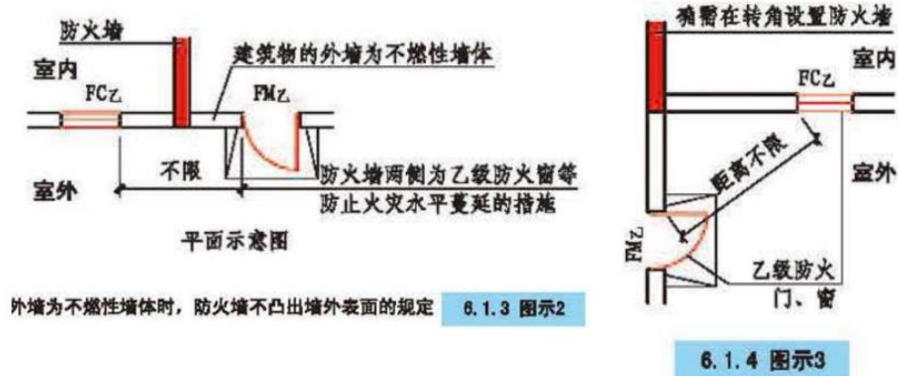 防火墙
室内
建筑物的外墙为不燃性墙体
FC乙
FM乙
不限
室外
防火墙两侧为乙级防火窗等
防止火灾水平蔓延的措施
平面示意图
外墙为不燃性墙体时，防火墙不凸出墙外表面的规定
6.1.3 图示2
确需在转角设置防火墙
室内
FC乙
距离不限
室外
FM乙
乙级防火
门、窗
6.1.4 图示3